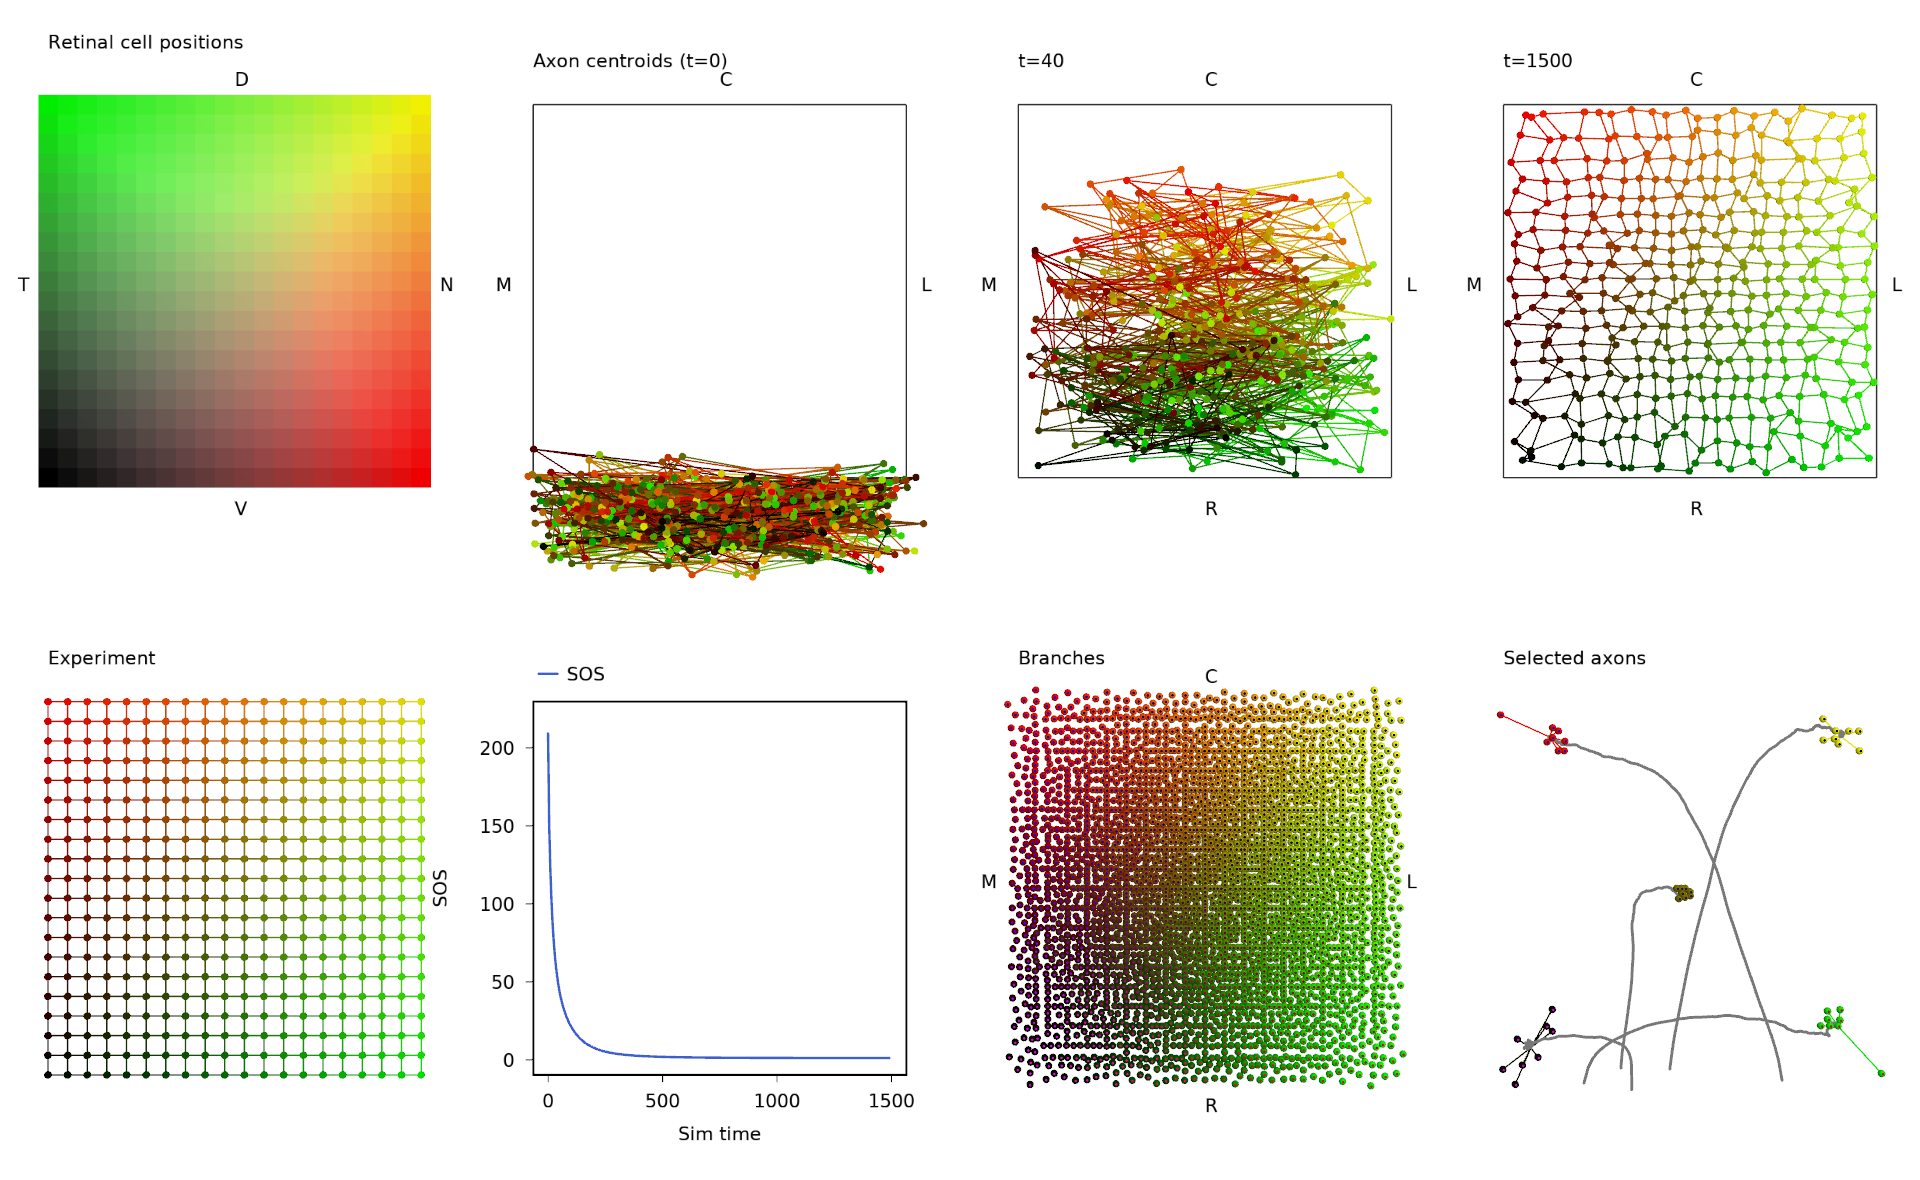 Retinal cell positions
D
T
N
V
Axon centroids (t=0)
C
M
L
t=40
C
M
L
R
t=1500
C
M
L
R
Experiment
SOS
SOS
200
150
100
50
0
0 500 1000 1500
Sim time
Branches
C
M
L
R
Selected axons